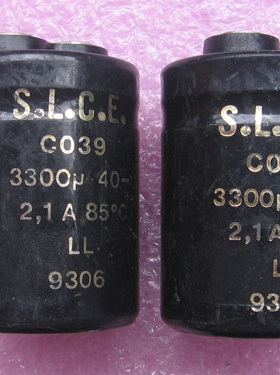 S.L.C.E.
C039
3300µ 40-
2,1 A 85°C
LL
9306
S.L.
C0
3300µ
2,1 A
L
93